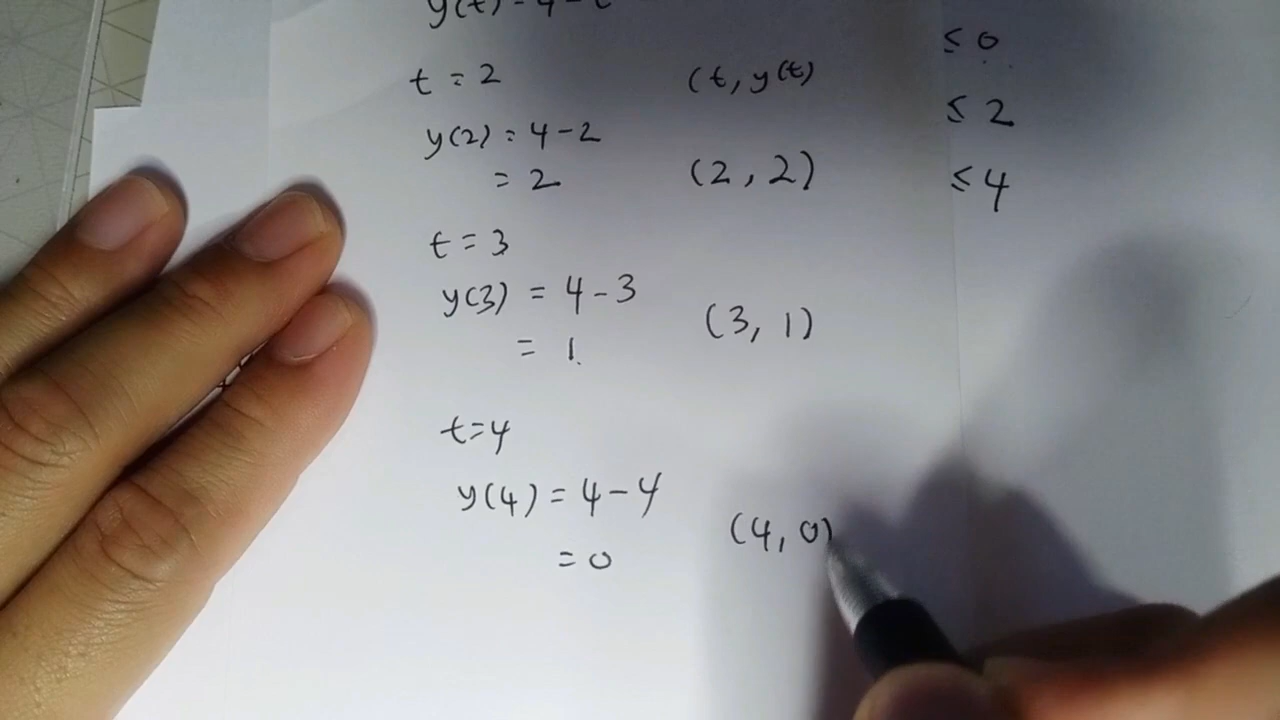 y(t) = 4 - t
≤ 0
t = 2 (t, y(t)
≤ 2
y(2) = 4 - 2
= 2 (2, 2)
≤ 4
t = 3
y(3) = 4 - 3
= 1. (3, 1)
t = 4
y(4) = 4 - 4
= 0 (4, 0)